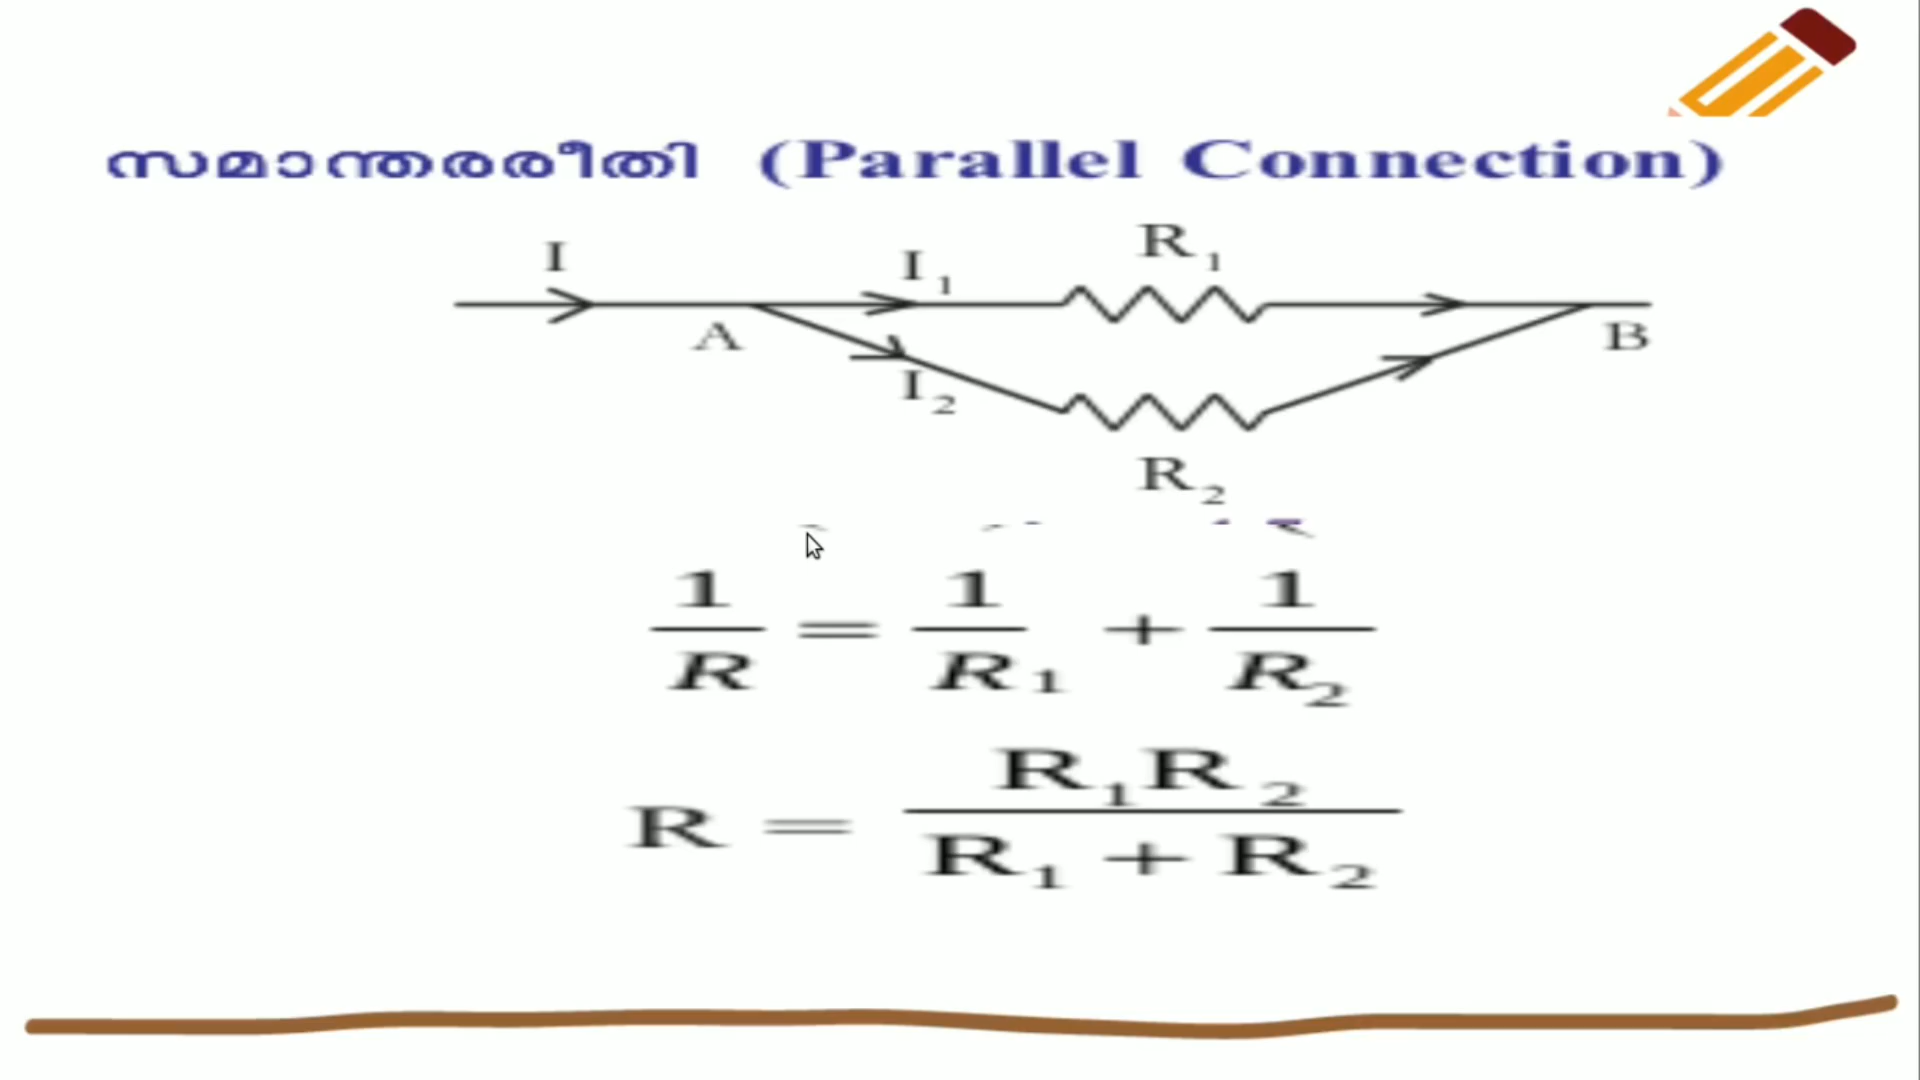 സമാന്തരരീതി (Parallel Connection)
I I₁ R₁
A B
I₂
R₂
1/R = 1/R₁ + 1/R₂
R = R₁R₂ / R₁ + R₂